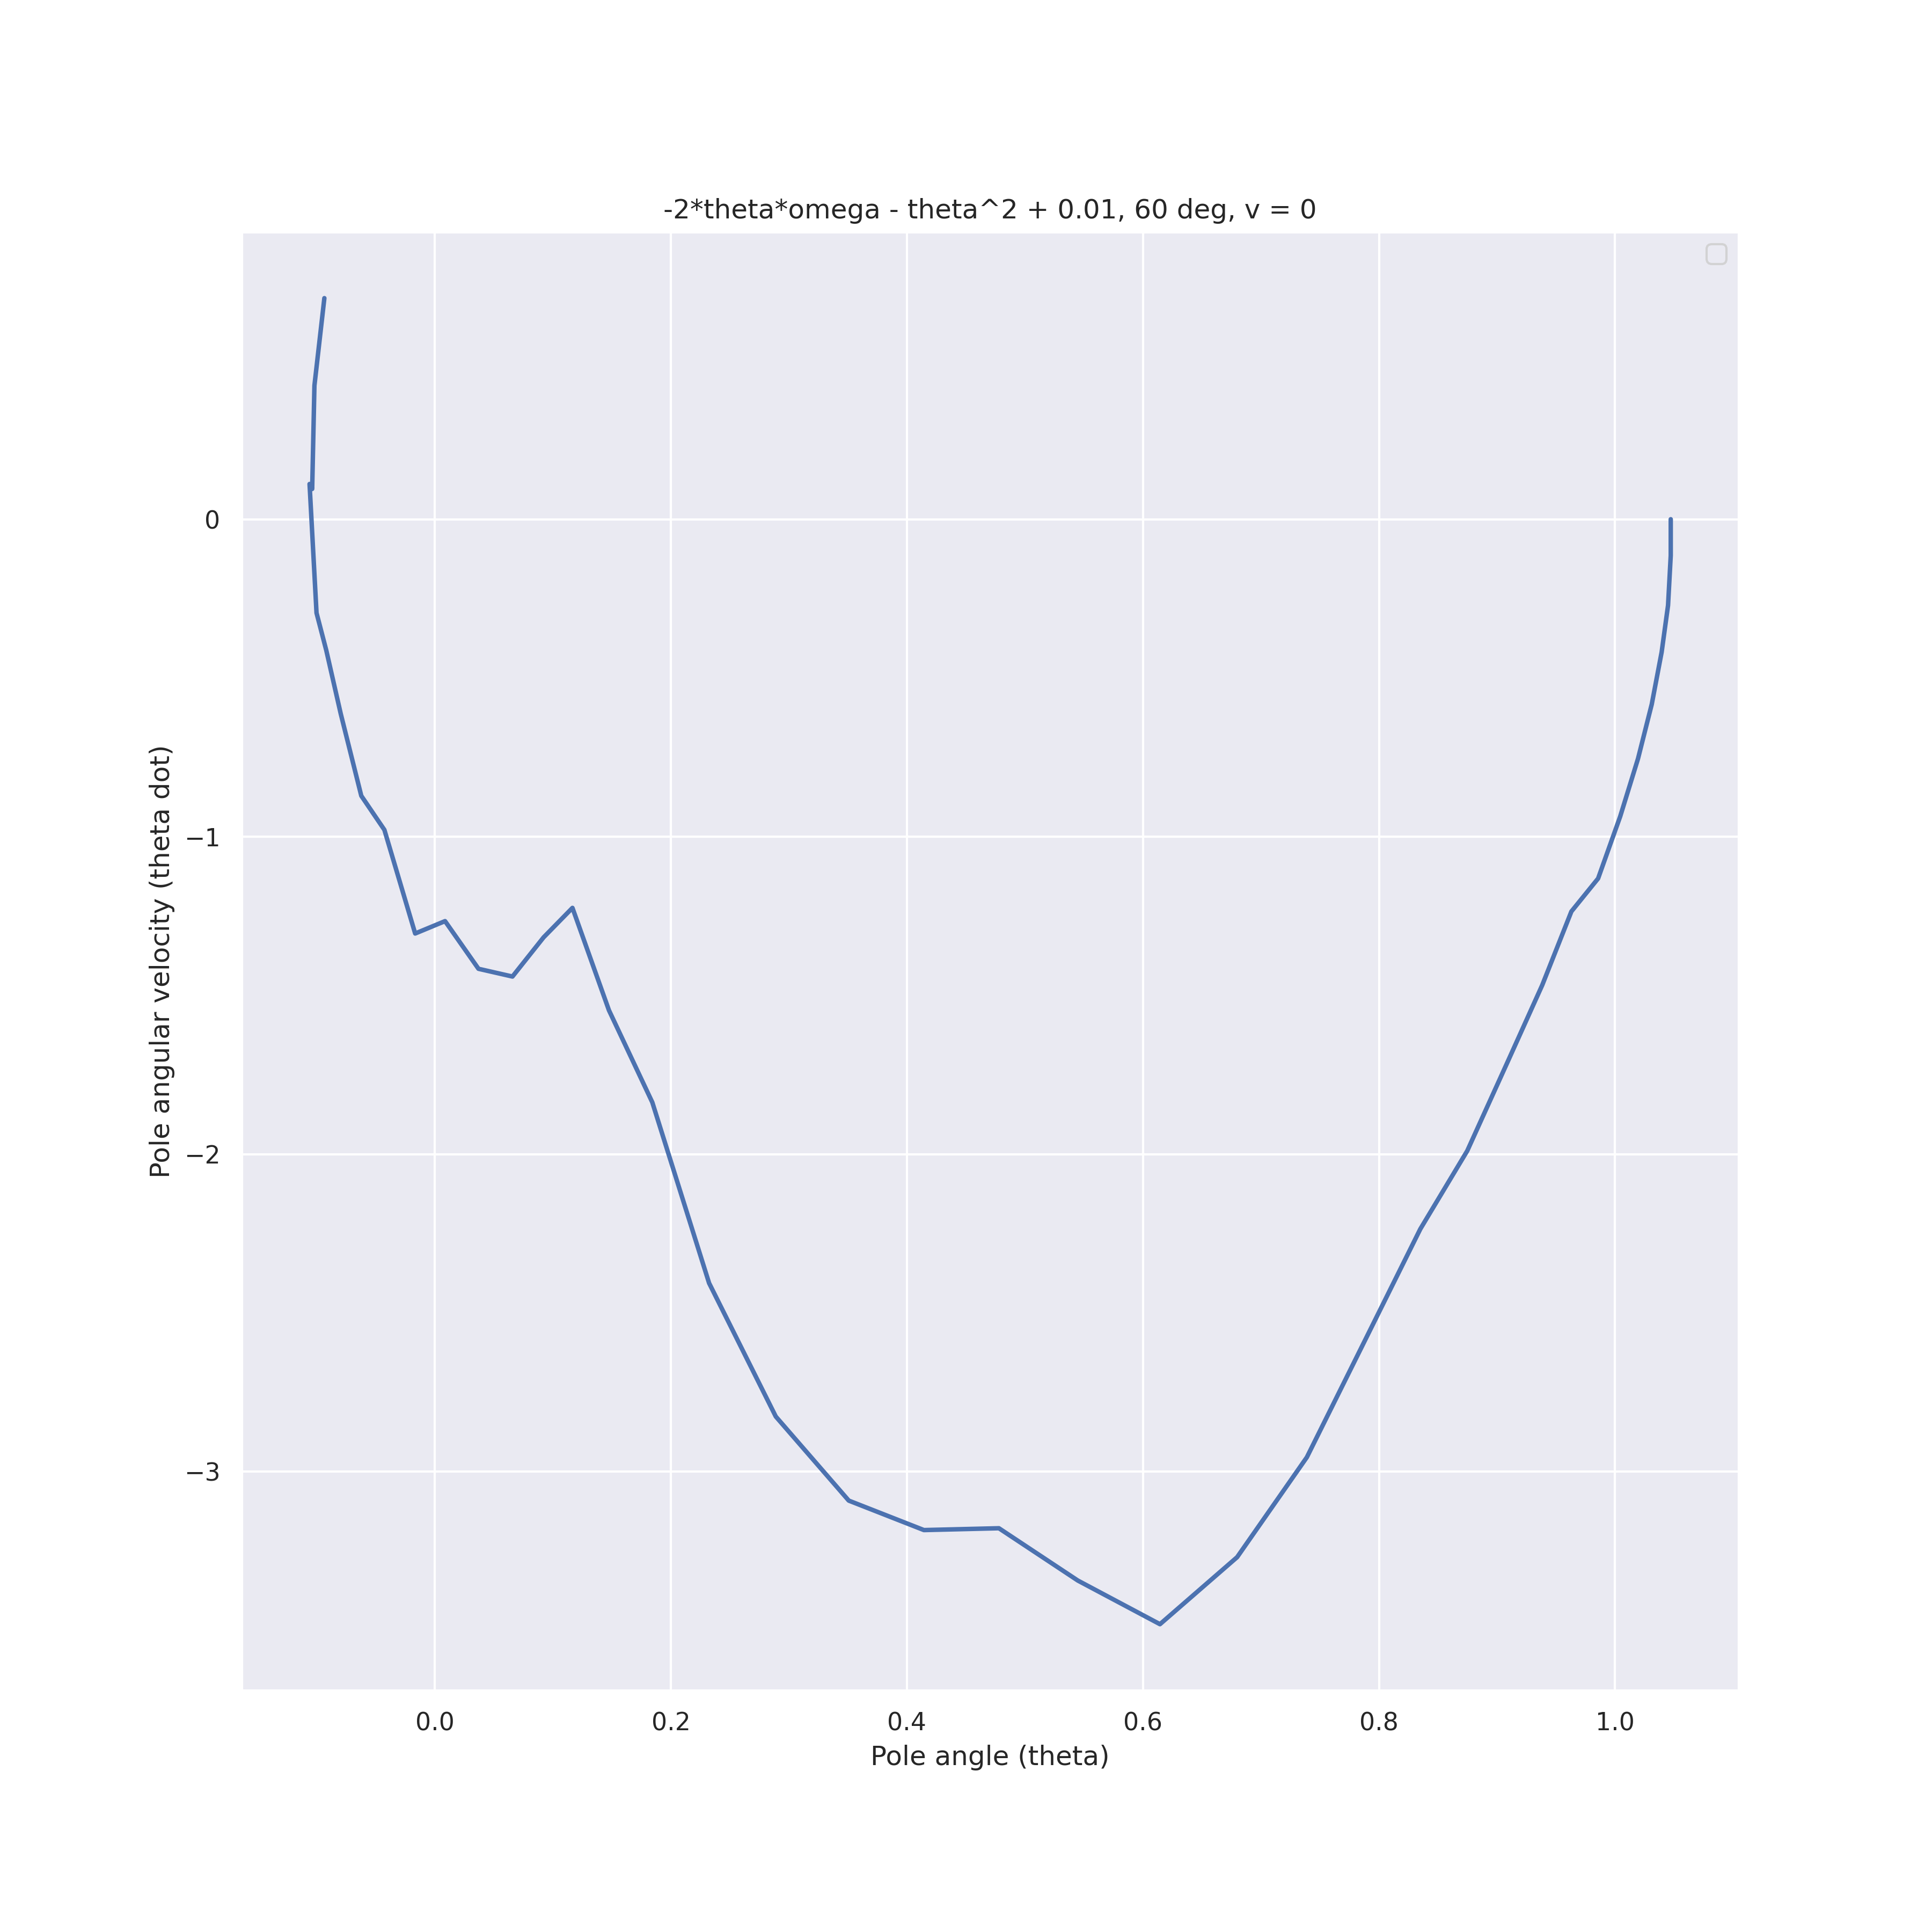 -2*theta*omega - theta^2 + 0.01, 60 deg, v = 0
0
−1
−2
−3
Pole angular velocity (theta dot)
0.0 0.2 0.4 0.6 0.8 1.0
Pole angle (theta)